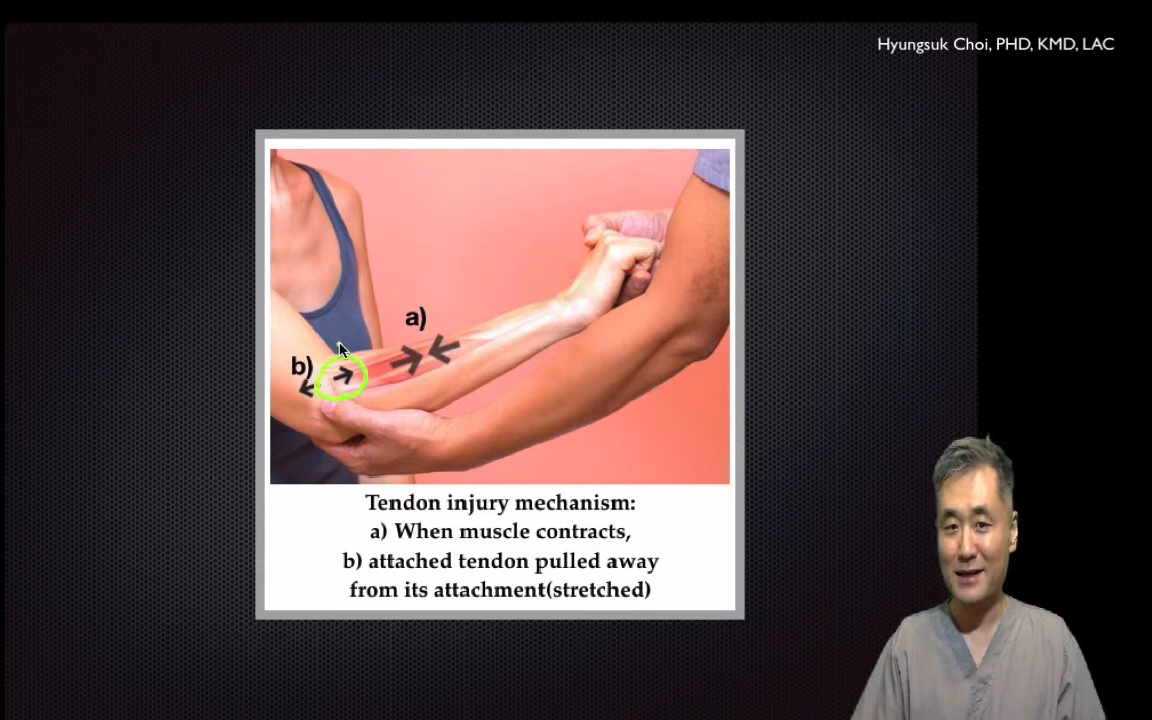 Hyungsuk Choi, PHD, KMD, LAC
a)
b)
Tendon injury mechanism:
a) When muscle contracts,
b) attached tendon pulled away
from its attachment(stretched)